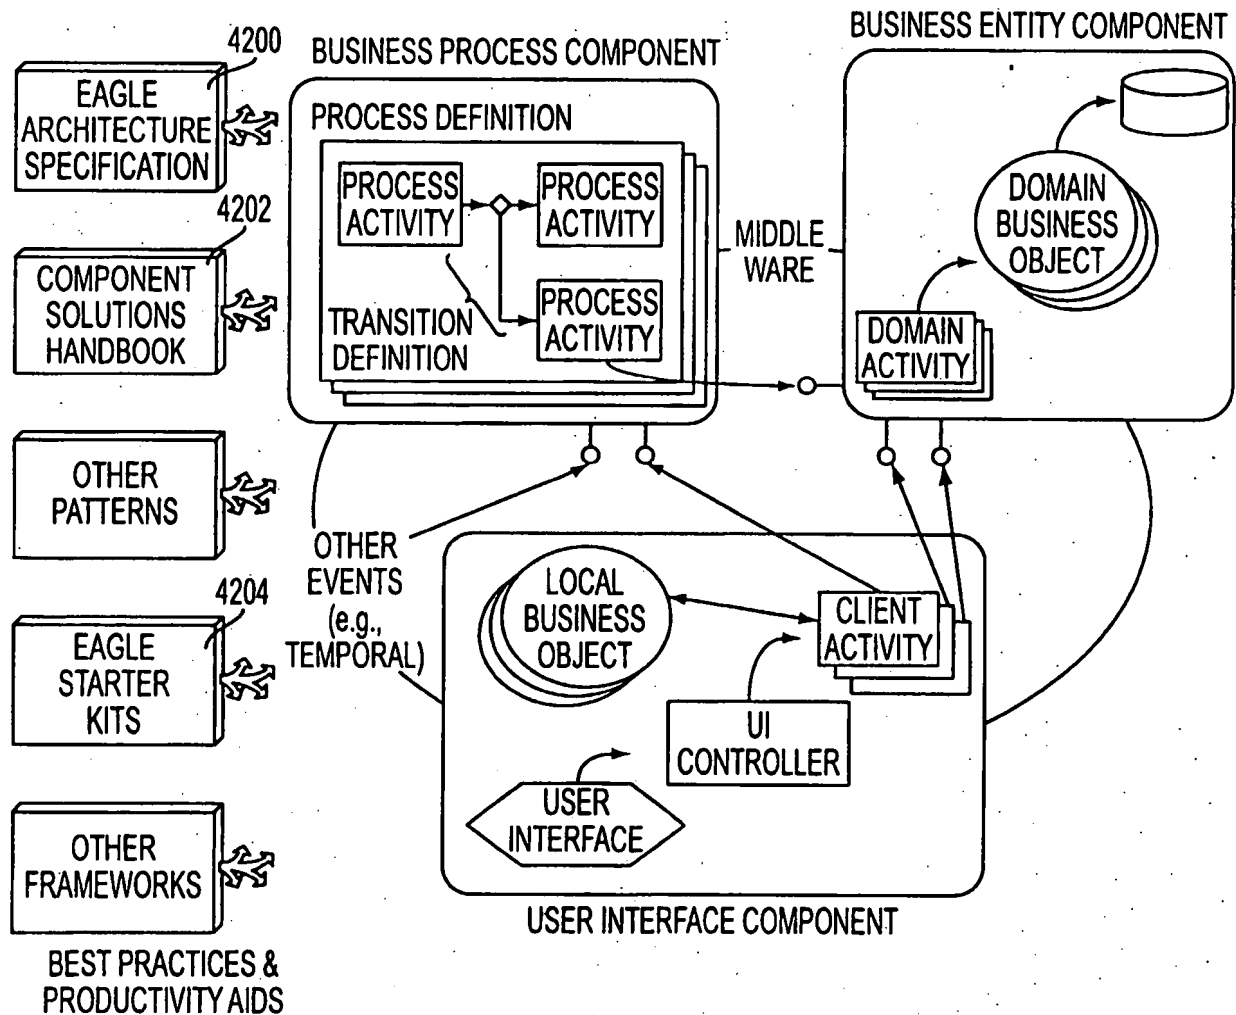 4200
EAGLE
ARCHITECTURE
SPECIFICATION
4202
COMPONENT
SOLUTIONS
HANDBOOK
OTHER
PATTERNS
4204
EAGLE
STARTER
KITS
OTHER
FRAMEWORKS
BEST PRACTICES &
PRODUCTIVITY AIDS
BUSINESS PROCESS COMPONENT
PROCESS DEFINITION
PROCESS
ACTIVITY
PROCESS
ACTIVITY
PROCESS
ACTIVITY
TRANSITION
DEFINITION
MIDDLE
WARE
BUSINESS ENTITY COMPONENT
DOMAIN
BUSINESS
OBJECT
DOMAIN
ACTIVITY
OTHER
EVENTS
(e.g.,
TEMPORAL)
LOCAL
BUSINESS
OBJECT
CLIENT
ACTIVITY
UI
CONTROLLER
USER
INTERFACE
USER INTERFACE COMPONENT